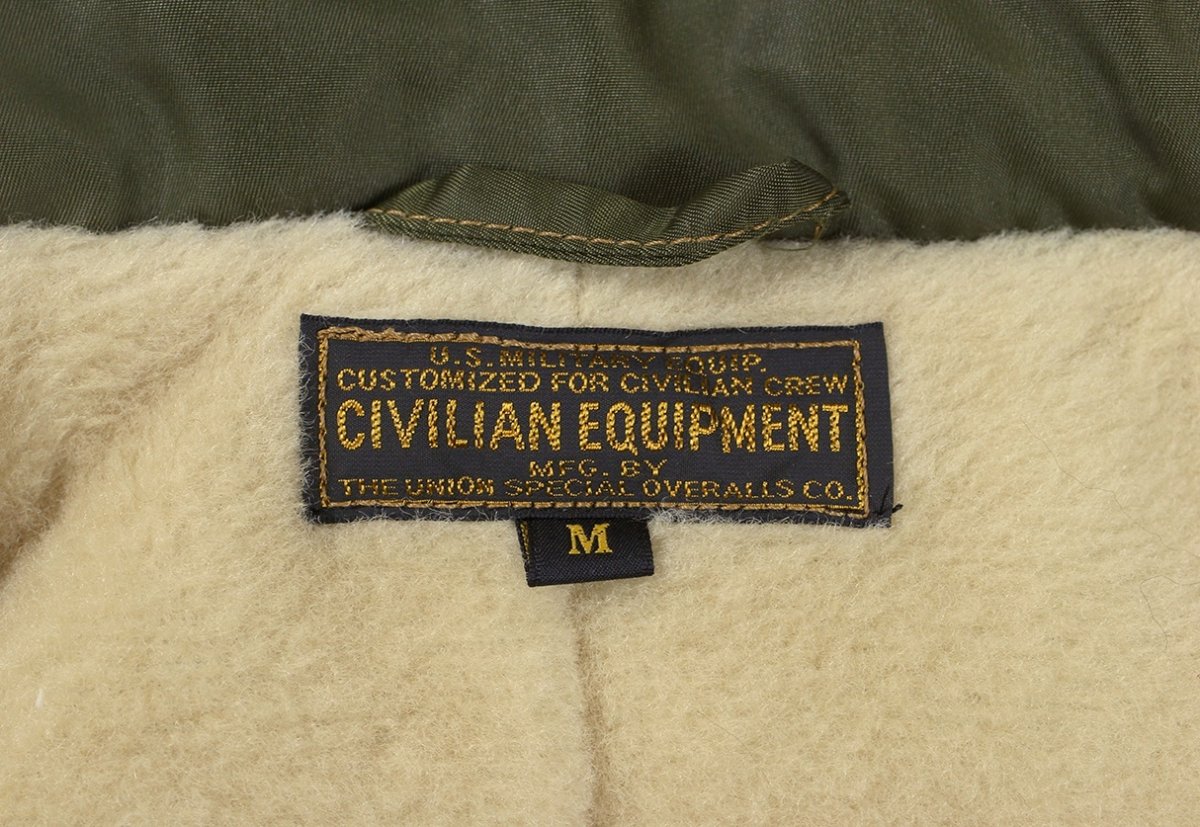 U.S. MILITARY EQUIP.
CUSTOMIZED FOR CIVILIAN CREW
CIVILIAN EQUIPMENT
MFG. BY
THE UNION SPECIAL OVERALLS CO.
M